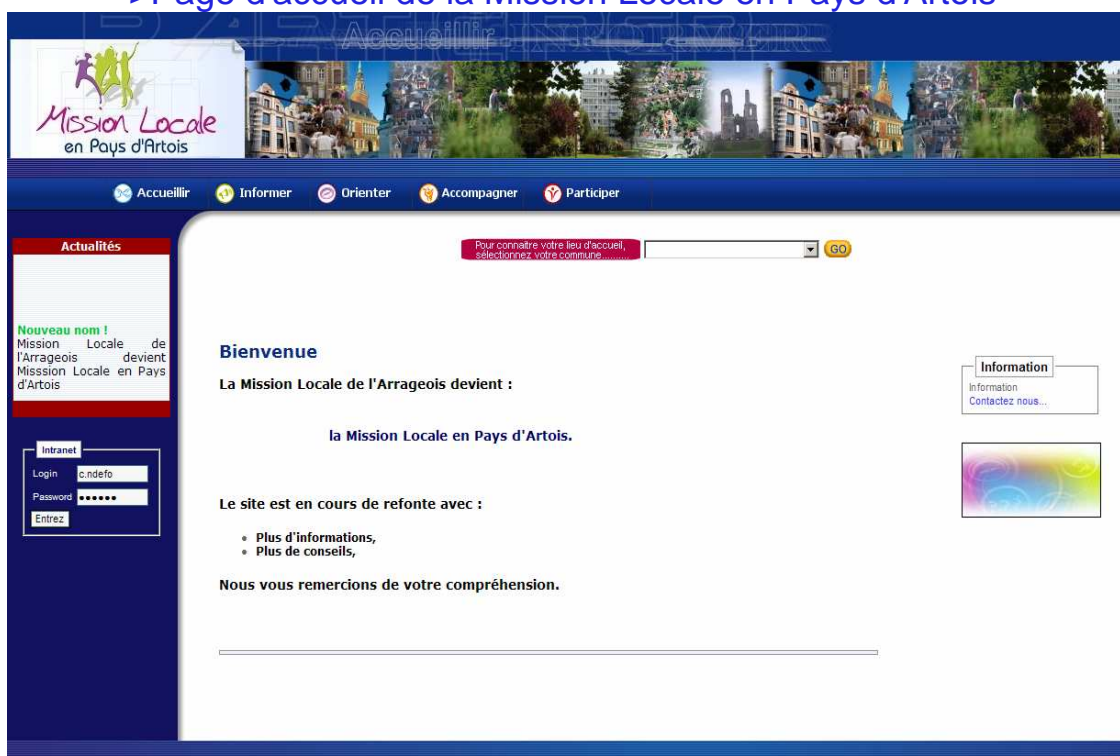 >Page d'accueil de la Mission Locale en Pays d'Artois
PARTICIPER Accueillir INFORMER
Mission Locale
en Pays d'Artois
Accueillir Informer Orienter Accompagner Participer
Actualités
Nouveau nom !
Mission Locale de
l'Arrageois devient
Misssion Locale en Pays
d'Artois
Intranet
Login c.ndefo
Password ••••••
Entrez
Pour connaitre votre lieu d'accueil,
sélectionnez votre commune..........
GO
Bienvenue
La Mission Locale de l'Arrageois devient :
la Mission Locale en Pays d'Artois.
Le site est en cours de refonte avec :
• Plus d'informations,
• Plus de conseils,
Nous vous remercions de votre compréhension.
Information
Information
Contactez nous...